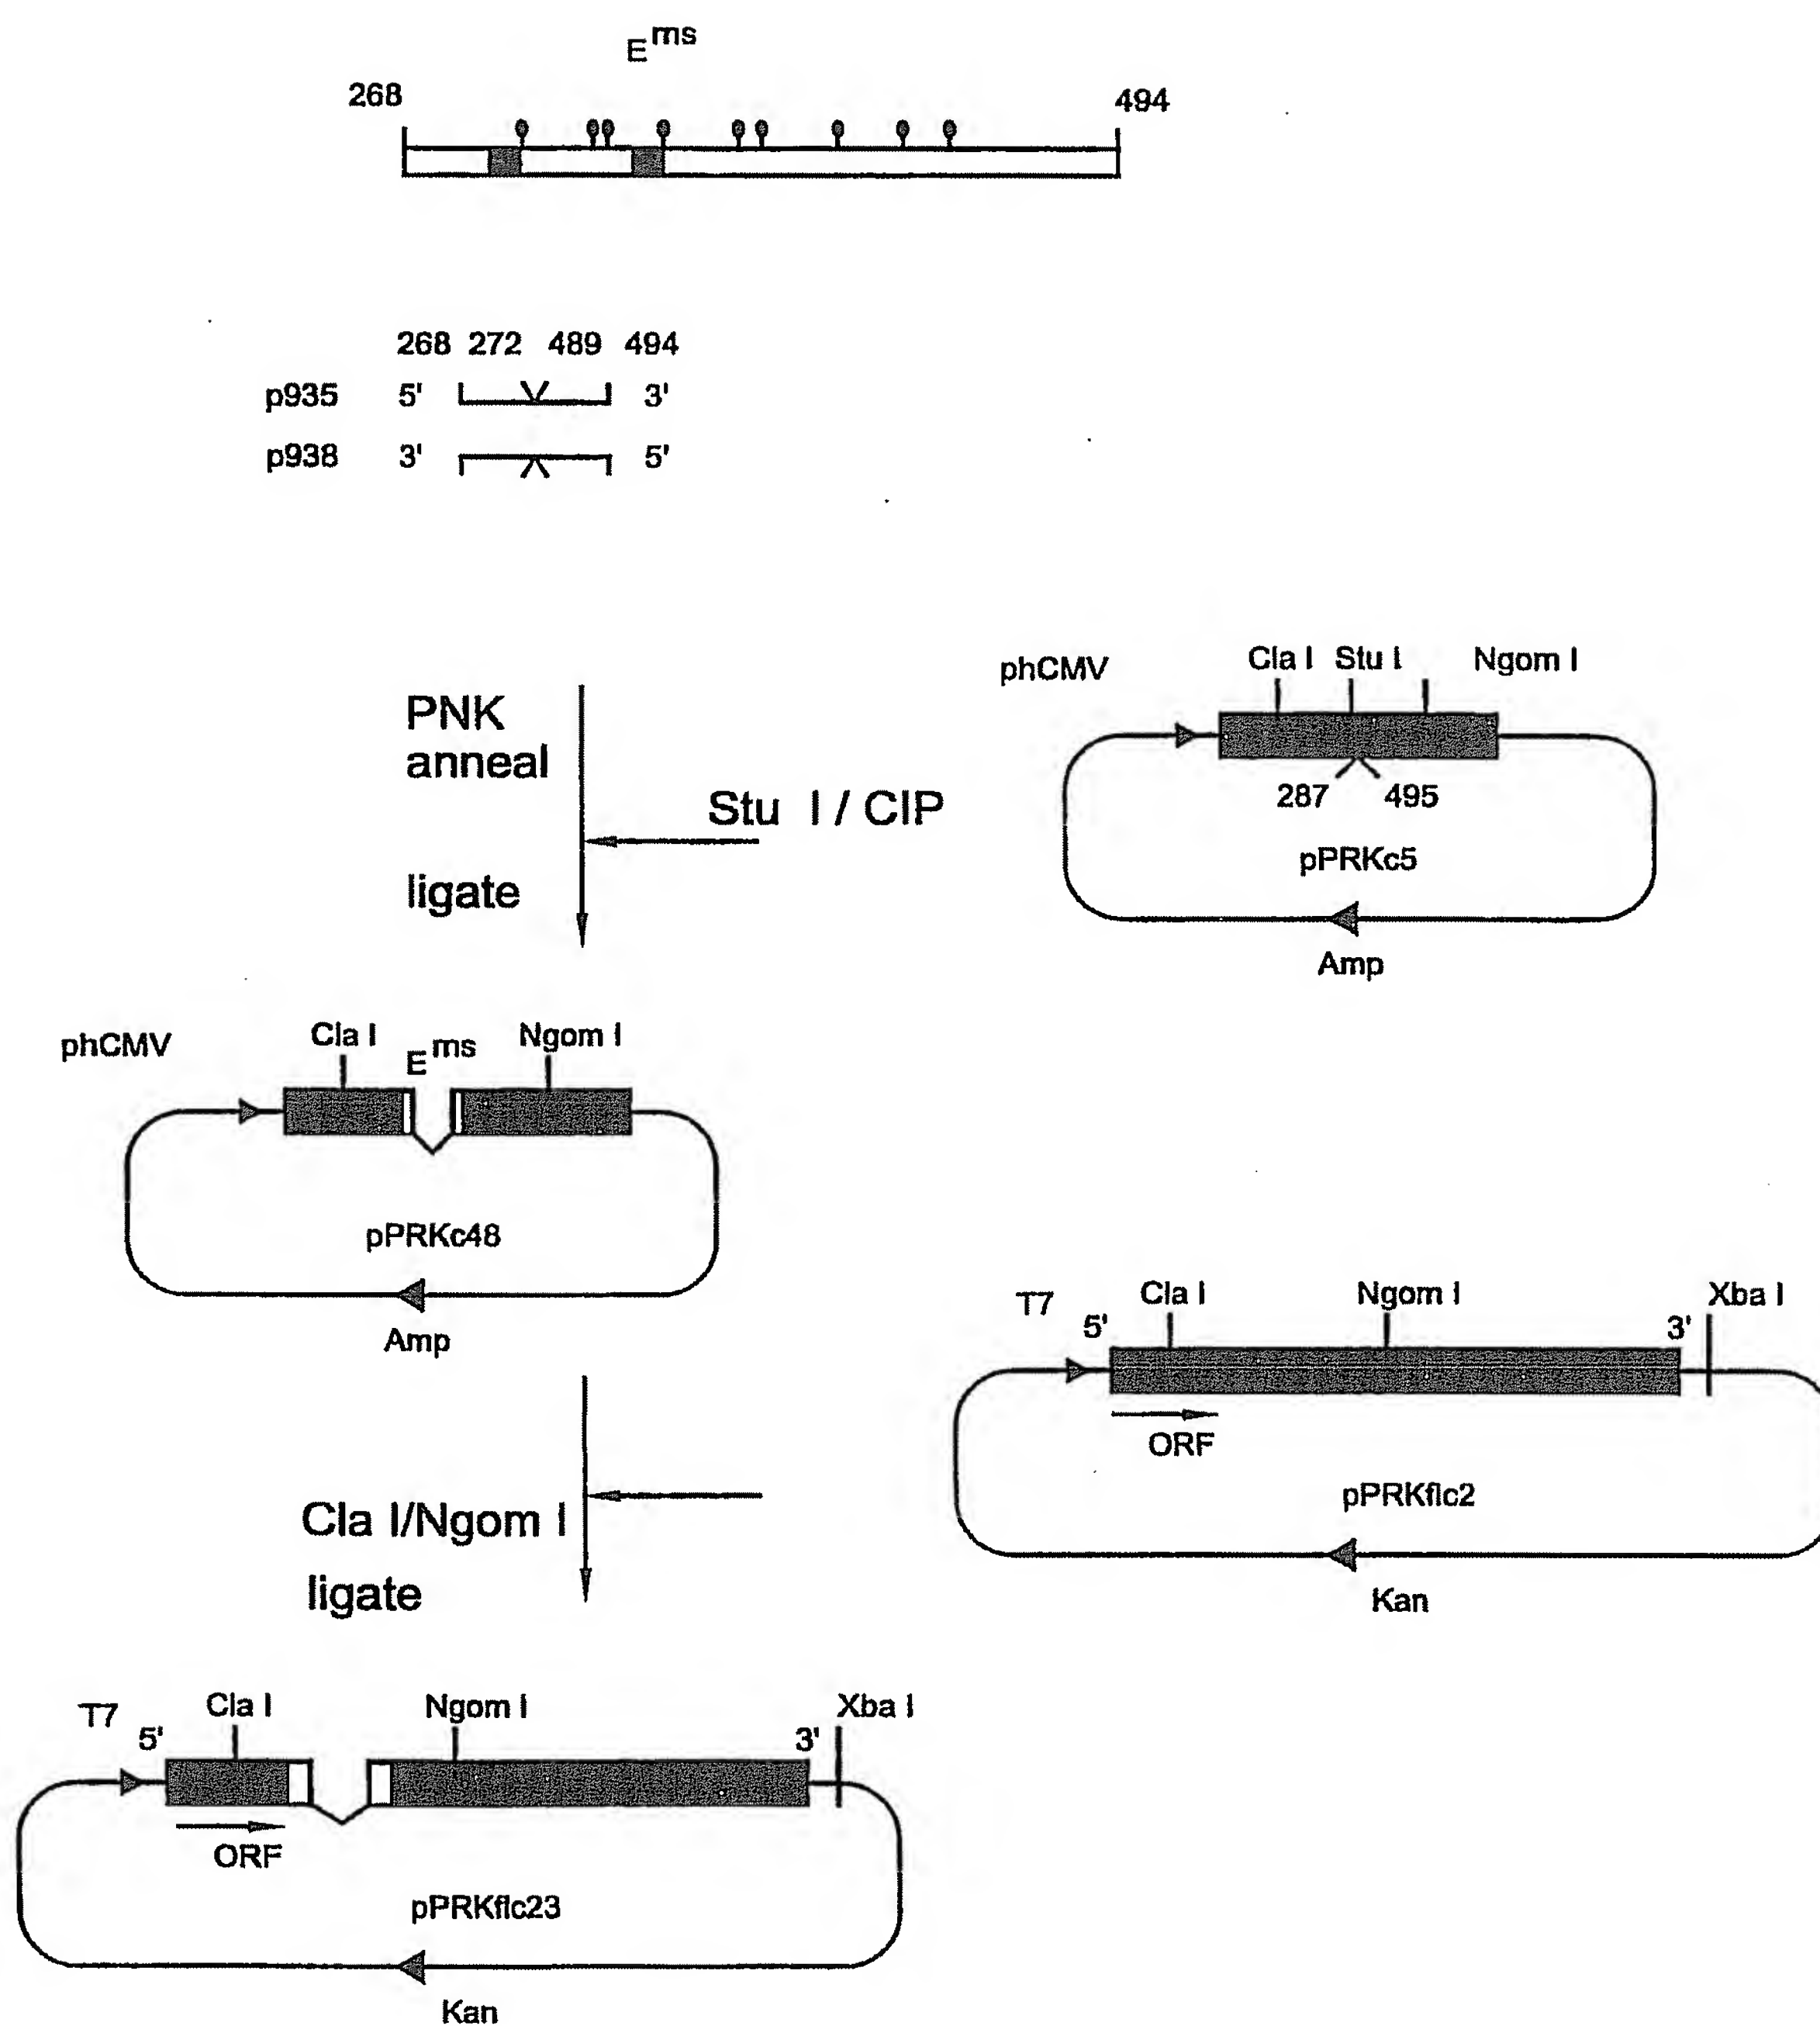 E ms
268 494
268 272 489 494
p935 5' 3'
p938 3' 5'
phCMV Cla I Stu I Ngom I
PNK
anneal
Stu I / CIP
287 495
pPRKc5
ligate
Amp
phCMV Cla I E ms Ngom I
pPRKc48
Amp
T7 5' Cla I Ngom I 3' Xba I
ORF
pPRKflc2
Cla I/Ngom I
ligate
Kan
T7 5' Cla I Ngom I 3' Xba I
ORF
pPRKflc23
Kan